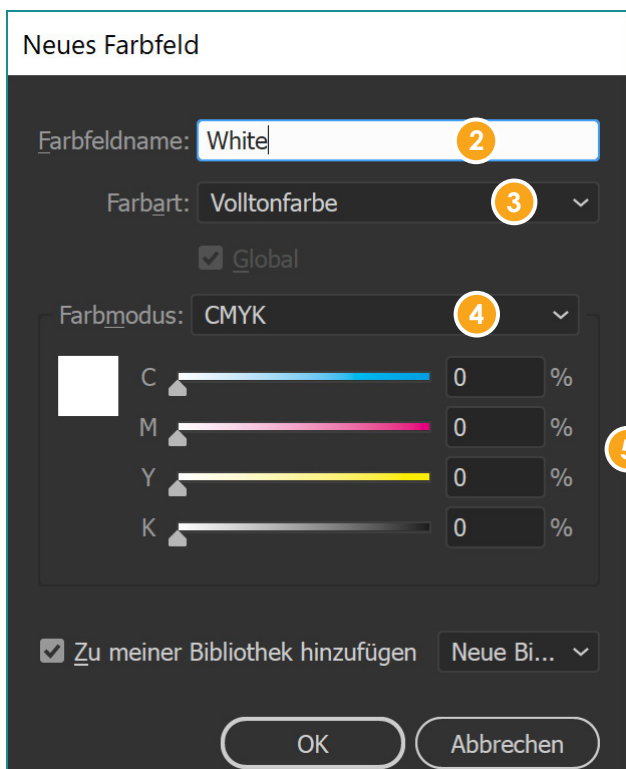 Neues Farbfeld
Farbfeldname: White 2
Farbart: Volltonfarbe 3
Global
Farbmodus: CMYK 4
C 0 %
M 0 %
5
Y 0 %
K 0 %
Zu meiner Bibliothek hinzufügen Neue Bi...
OK Abbrechen